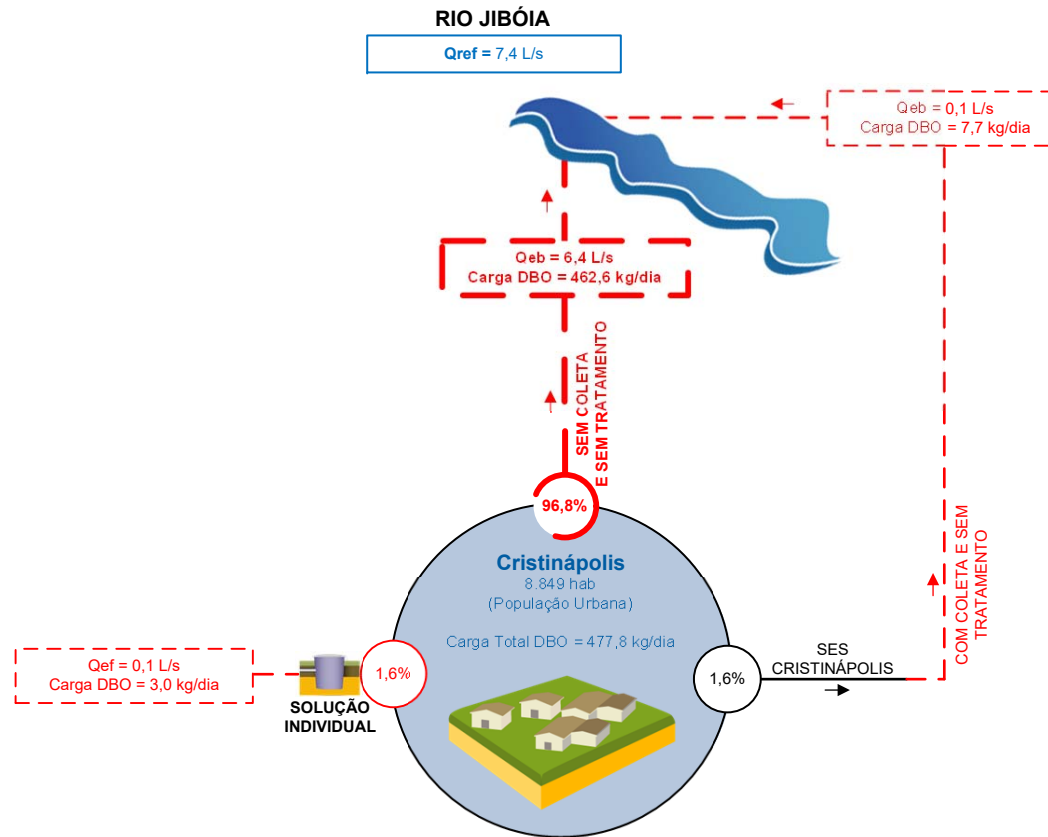 RIO JIBÓIA
Qref = 7,4 L/s
Qeb = 0,1 L/s
Carga DBO = 7,7 kg/dia
Qeb = 6,4 L/s
Carga DBO = 462,6 kg/dia
SEM COLETA
E SEM TRATAMENTO
COM COLETA E SEM
TRATAMENTO
96,8%
Cristinápolis
8.849 hab
(População Urbana)
Carga Total DBO = 477,8 kg/dia
Qef = 0,1 L/s
Carga DBO = 3,0 kg/dia
SOLUÇÃO
INDIVIDUAL
1,6%
1,6%
SES
CRISTINÁPOLIS